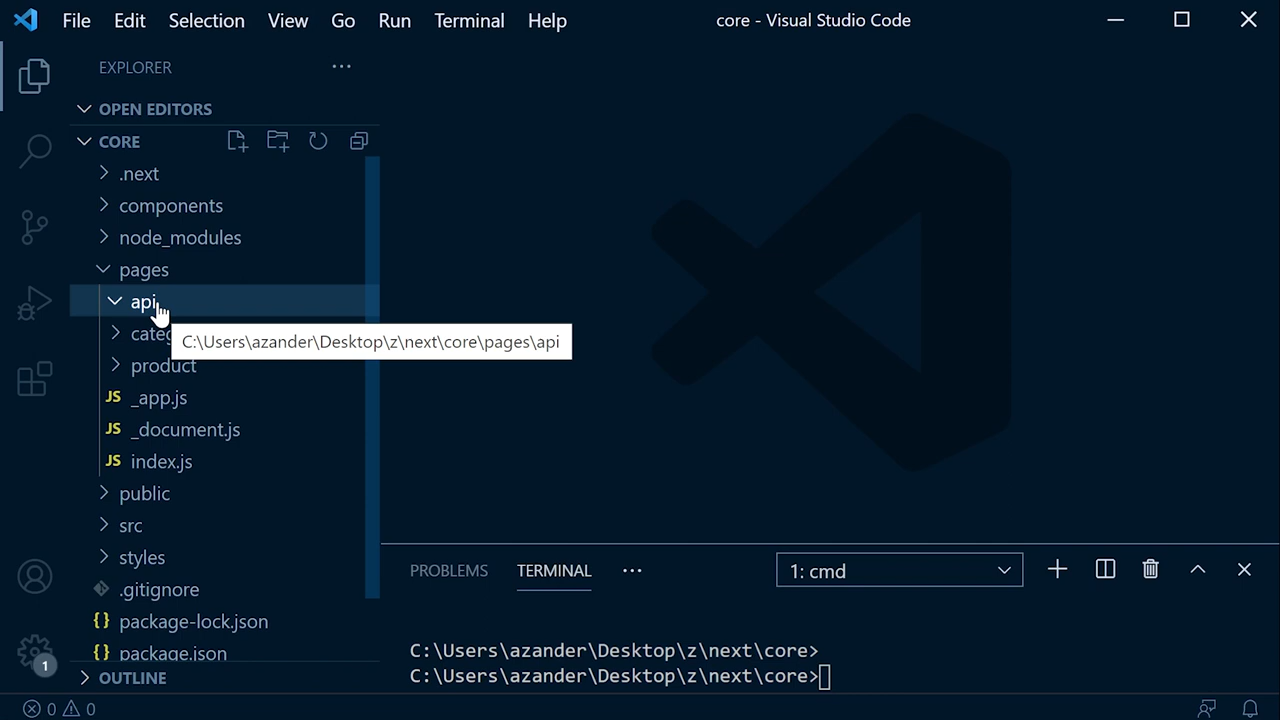 File Edit Selection View Go Run Terminal Help core - Visual Studio Code
EXPLORER
OPEN EDITORS
CORE
.next
components
node_modules
pages
api
C:\Users\azander\Desktop\z\next\core\pages\api
product
JS _app.js
JS _document.js
JS index.js
public
src
styles
.gitignore
{} package-lock.json
{} package.json
OUTLINE
PROBLEMS TERMINAL 1: cmd
C:\Users\azander\Desktop\z\next\core>
C:\Users\azander\Desktop\z\next\core>
1
0 0